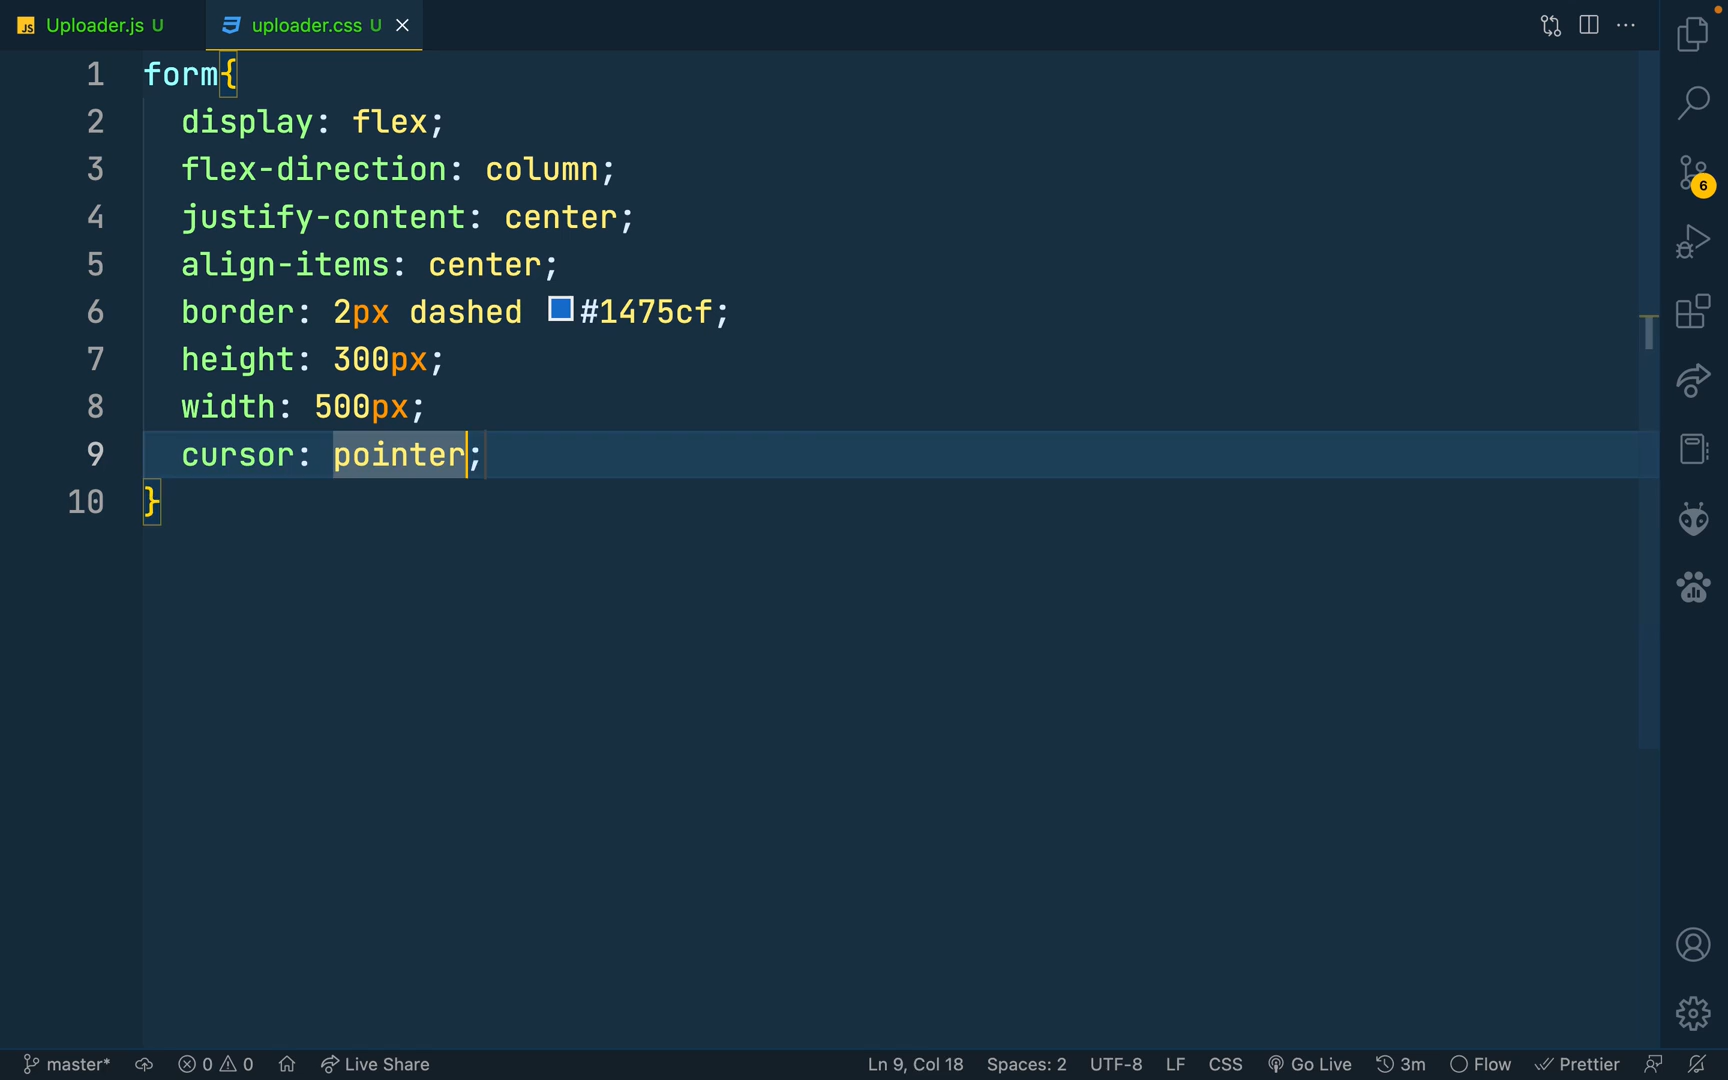 JS Uploader.js U uploader.css U
1 form{
2 display: flex;
3 flex-direction: column;
4 justify-content: center;
5 align-items: center;
6 border: 2px dashed #1475cf;
7 height: 300px;
8 width: 500px;
9 cursor: pointer;
10 }
6
master* 0 0 Live Share Ln 9, Col 18 Spaces: 2 UTF-8 LF CSS Go Live 3m Flow Prettier